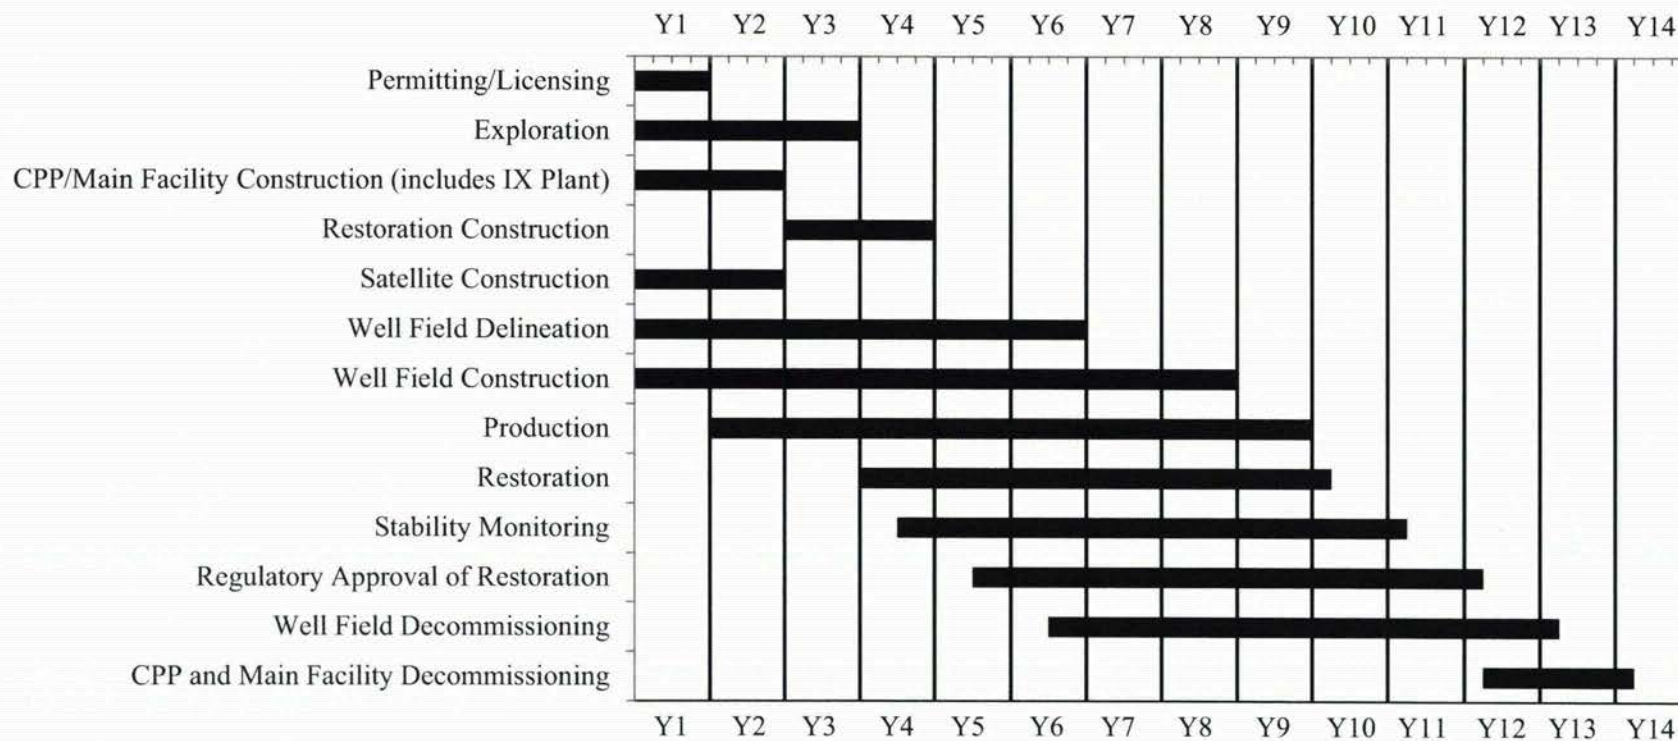 Y1 Y2 Y3 Y4 Y5 Y6 Y7 Y8 Y9 Y10 Y11 Y12 Y13 Y14
Permitting/Licensing
Exploration
CPP/Main Facility Construction (includes IX Plant)
Restoration Construction
Satellite Construction
Well Field Delineation
Well Field Construction
Production
Restoration
Stability Monitoring
Regulatory Approval of Restoration
Well Field Decommissioning
CPP and Main Facility Decommissioning
Y1 Y2 Y3 Y4 Y5 Y6 Y7 Y8 Y9 Y10 Y11 Y12 Y13 Y14